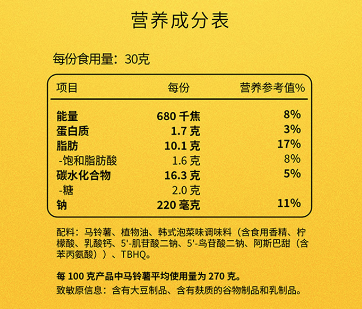 营养成分表
每份食用量：30克
项目 每份 营养参考值%
能量 680 千焦 8%
蛋白质 1.7 克 3%
脂肪 10.1 克 17%
-饱和脂肪酸 1.6 克 8%
碳水化合物 16.3 克 5%
-糖 2.0 克
钠 220 毫克 11%
配料：马铃薯、植物油、韩式泡菜味调味料（含食用香精、柠
檬酸、乳酸钙、5'-肌苷酸二钠、5'-鸟苷酸二钠、阿斯巴甜（含
苯丙氨酸））、TBHQ。
每 100 克产品中马铃薯平均使用量为 270 克。
致敏原信息：含有大豆制品、含有麸质的谷物制品和乳制品。